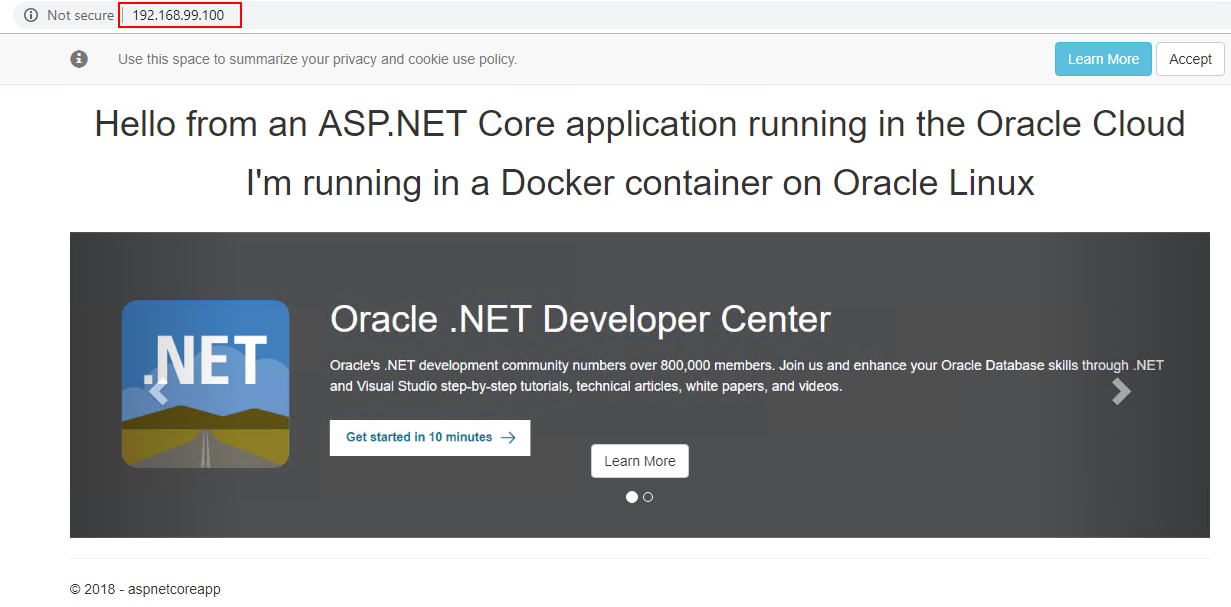 Not secure | 192.168.99.100
Use this space to summarize your privacy and cookie use policy.
Learn More
Accept
Hello from an ASP.NET Core application running in the Oracle Cloud
I'm running in a Docker container on Oracle Linux
.NET
Oracle .NET Developer Center
Oracle's .NET development community numbers over 800,000 members. Join us and enhance your Oracle Database skills through .NET
and Visual Studio step-by-step tutorials, technical articles, white papers, and videos.
Get started in 10 minutes
Learn More
© 2018 - aspnetcoreapp